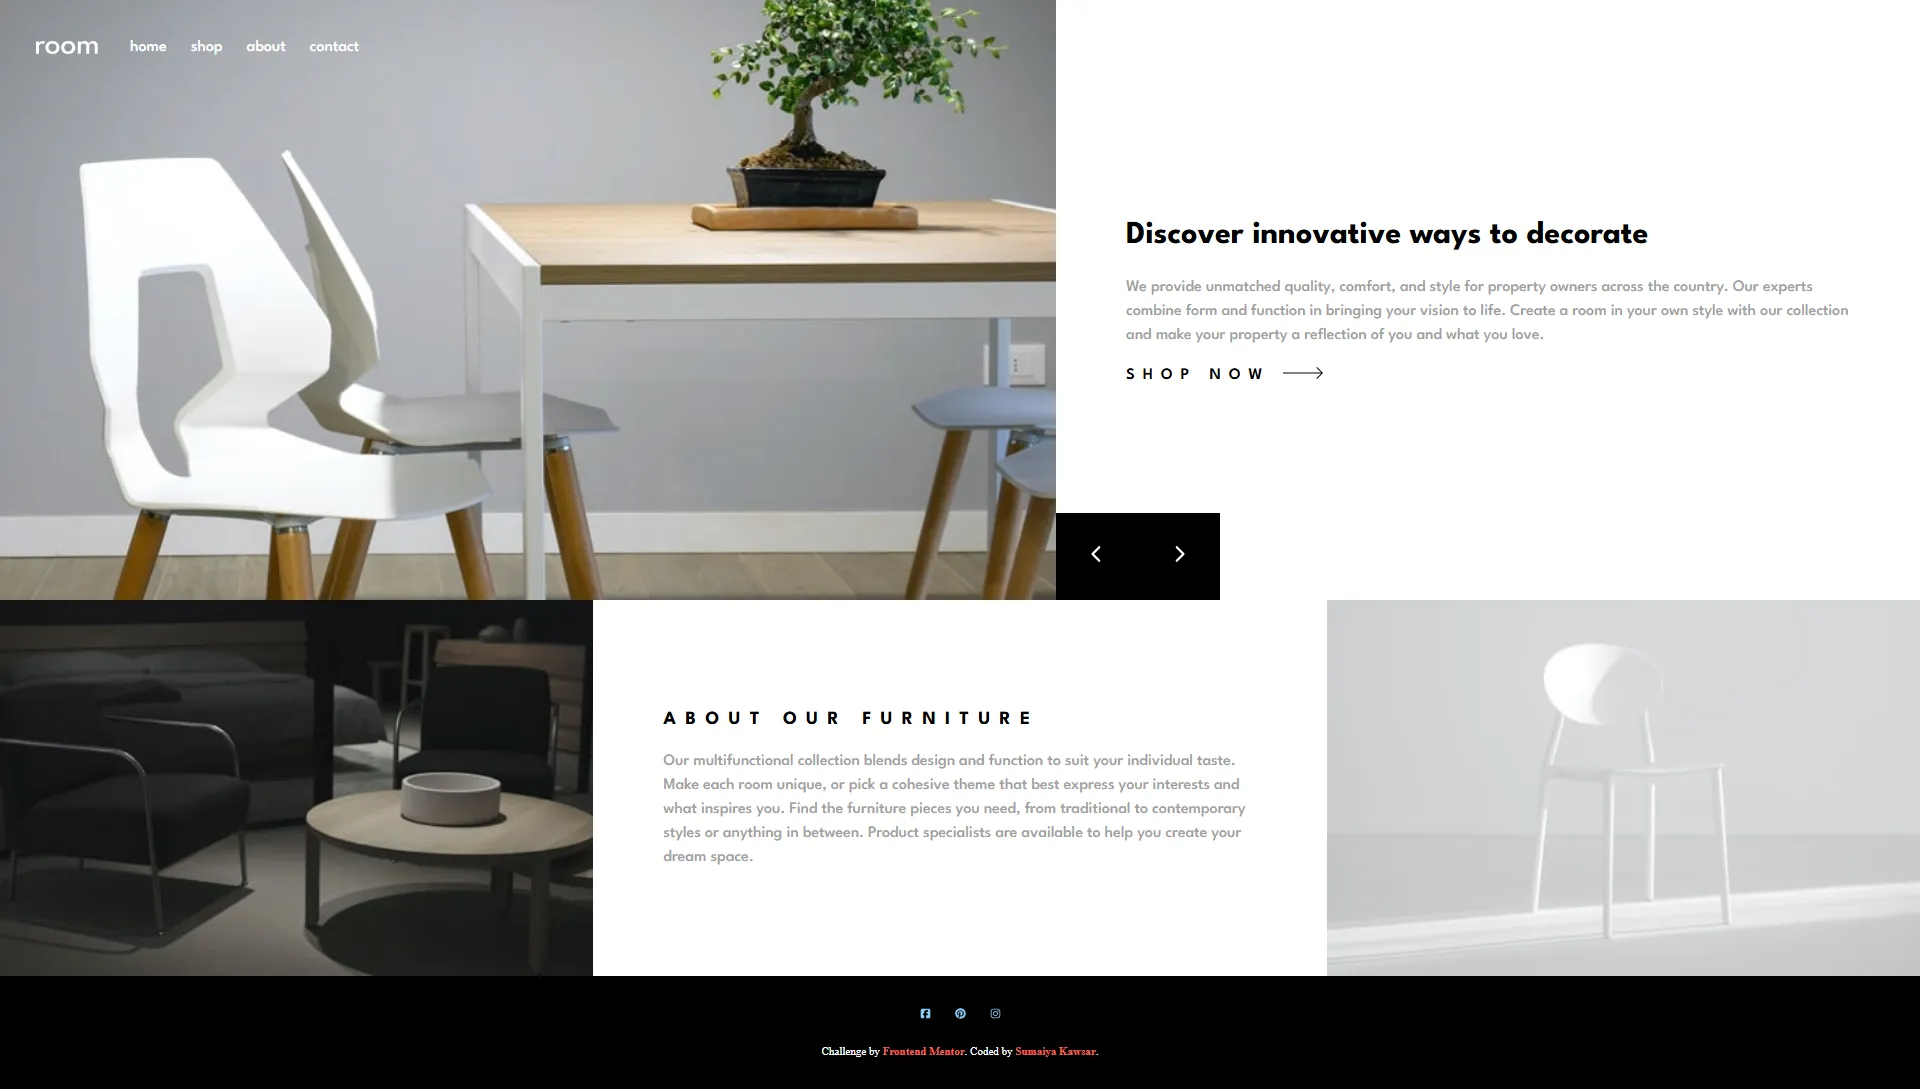 room home shop about contact
Discover innovative ways to decorate
We provide unmatched quality, comfort, and style for property owners across the country. Our experts
combine form and function in bringing your vision to life. Create a room in your own style with our collection
and make your property a reflection of you and what you love.
SHOP NOW
ABOUT OUR FURNITURE
Our multifunctional collection blends design and function to suit your individual taste.
Make each room unique, or pick a cohesive theme that best express your interests and
what inspires you. Find the furniture pieces you need, from traditional to contemporary
styles or anything in between. Product specialists are available to help you create your
dream space.
Challenge by Frontend Mentor. Coded by Sumaiya Kawsar.